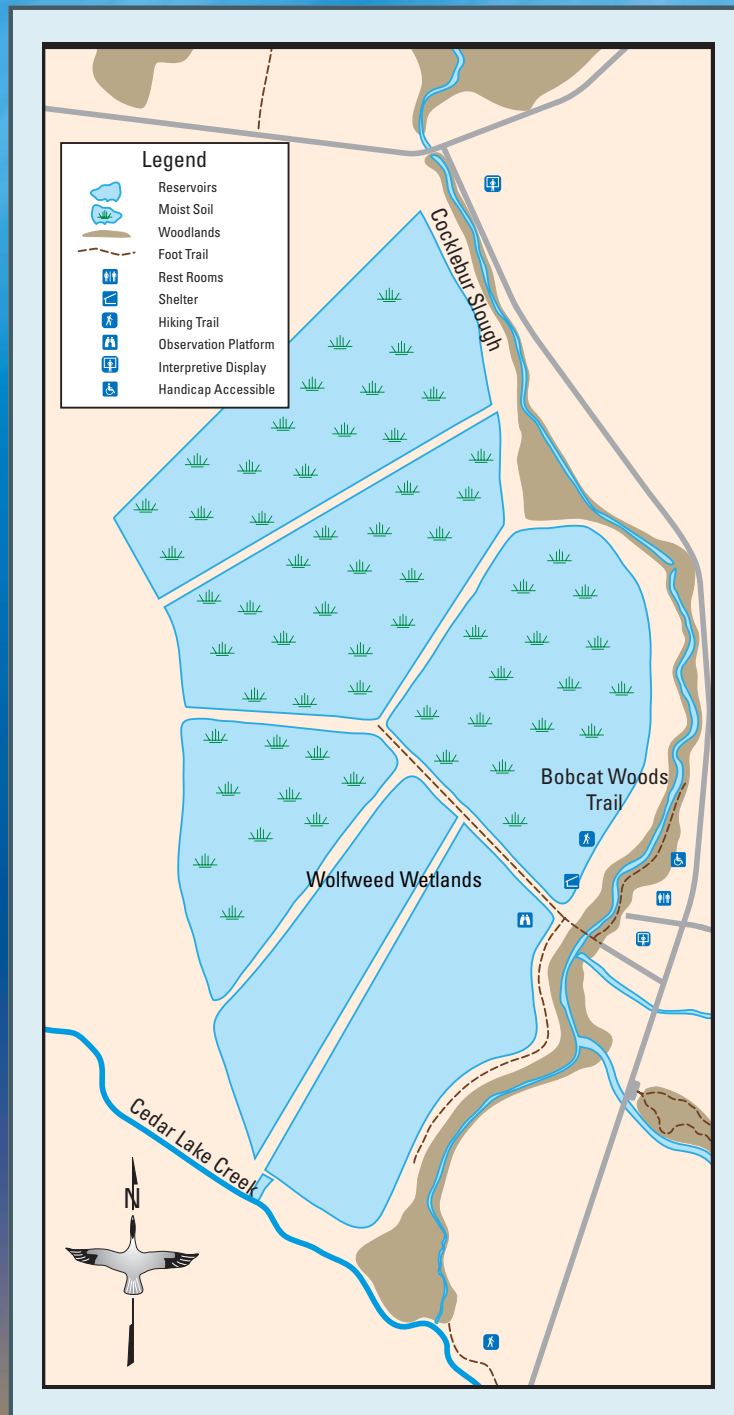 Legend
Reservoirs
Moist Soil
Woodlands
Foot Trail
Rest Rooms
Shelter
Hiking Trail
Observation Platform
Interpretive Display
Handicap Accessible
Cocklebur Slough
Bobcat Woods
Trail
Wolfweed Wetlands
Cedar Lake Creek
N